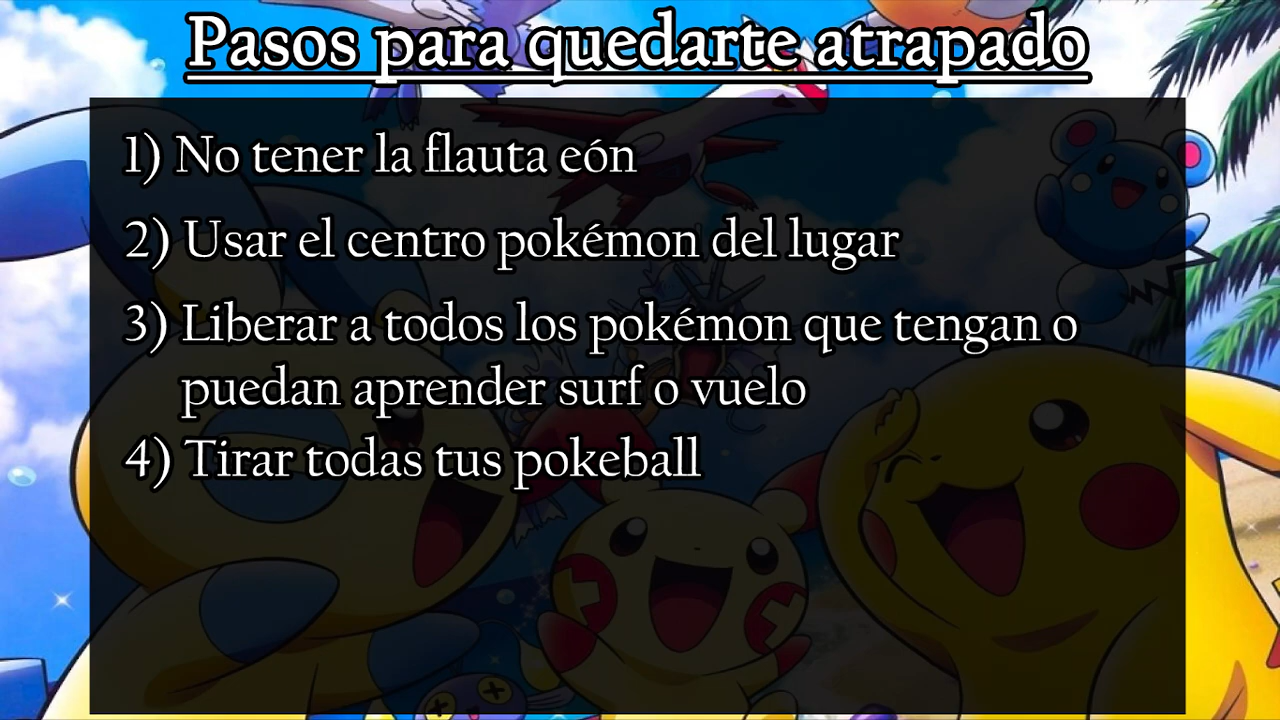 Pasos para quedarte atrapado
1) No tener la flauta eón
2) Usar el centro pokémon del lugar
3) Liberar a todos los pokémon que tengan o
puedan aprender surf o vuelo
4) Tirar todas tus pokeball